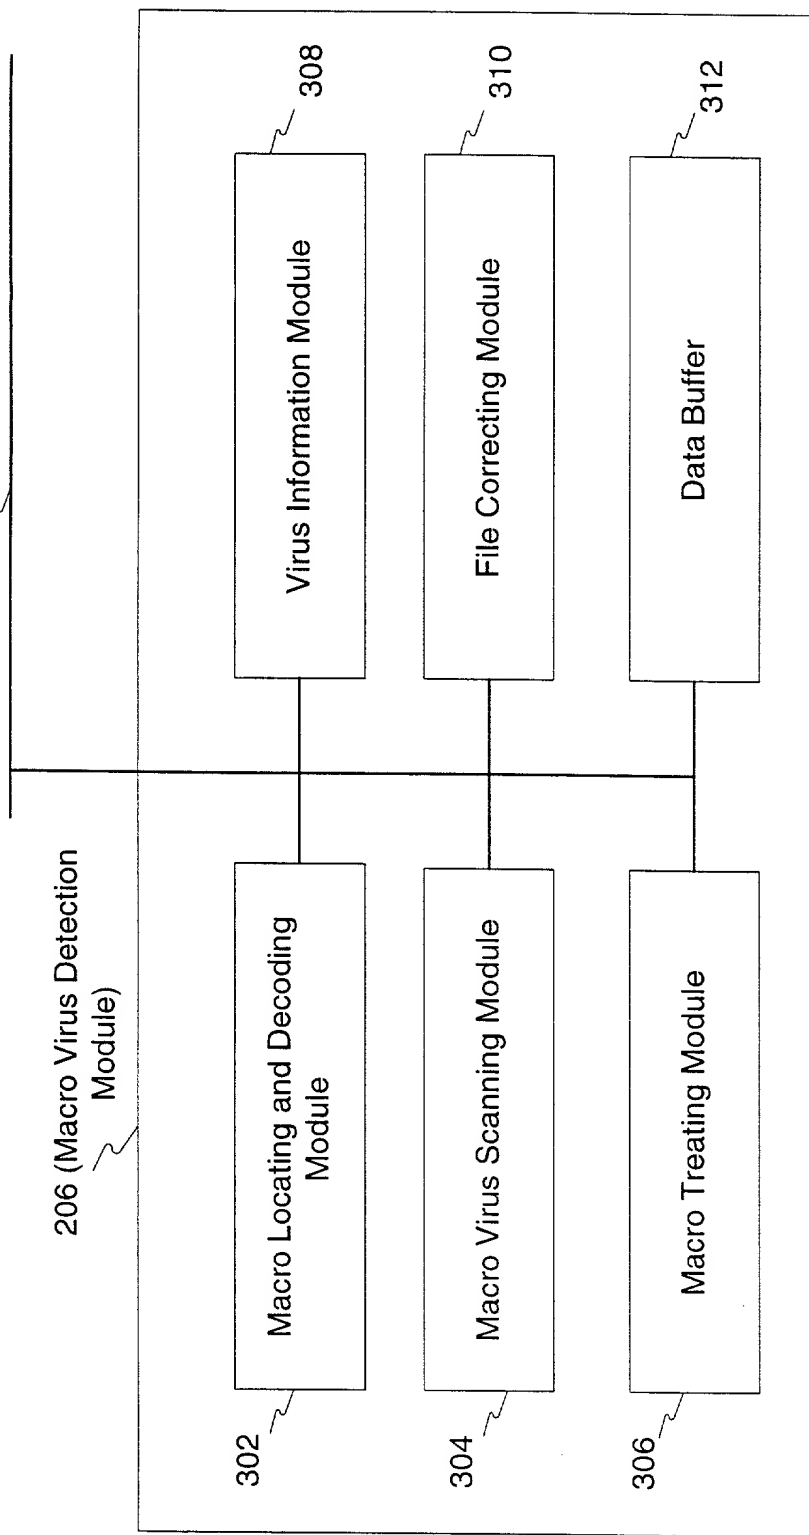 206 (Macro Virus Detection
Module)
302
Macro Locating and Decoding
Module
308
Virus Information Module
304
Macro Virus Scanning Module
310
File Correcting Module
306
Macro Treating Module
312
Data Buffer